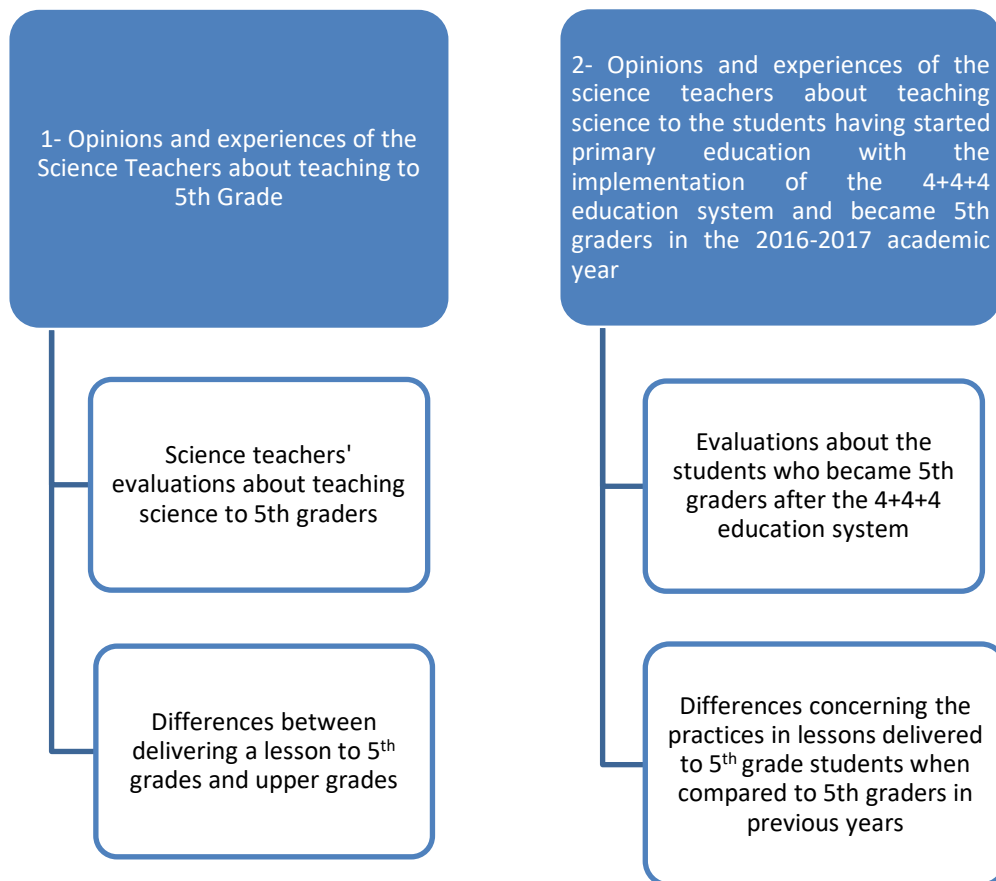 1- Opinions and experiences of the
Science Teachers about teaching to
5th Grade
Science teachers'
evaluations about teaching
science to 5th graders
Differences between
delivering a lesson to 5th
grades and upper grades
2- Opinions and experiences of the
science teachers about teaching
science to the students having started
primary education with the
implementation of the 4+4+4
education system and became 5th
graders in the 2016-2017 academic
year
Evaluations about the
students who became 5th
graders after the 4+4+4
education system
Differences concerning the
practices in lessons delivered
to 5th grade students when
compared to 5th graders in
previous years